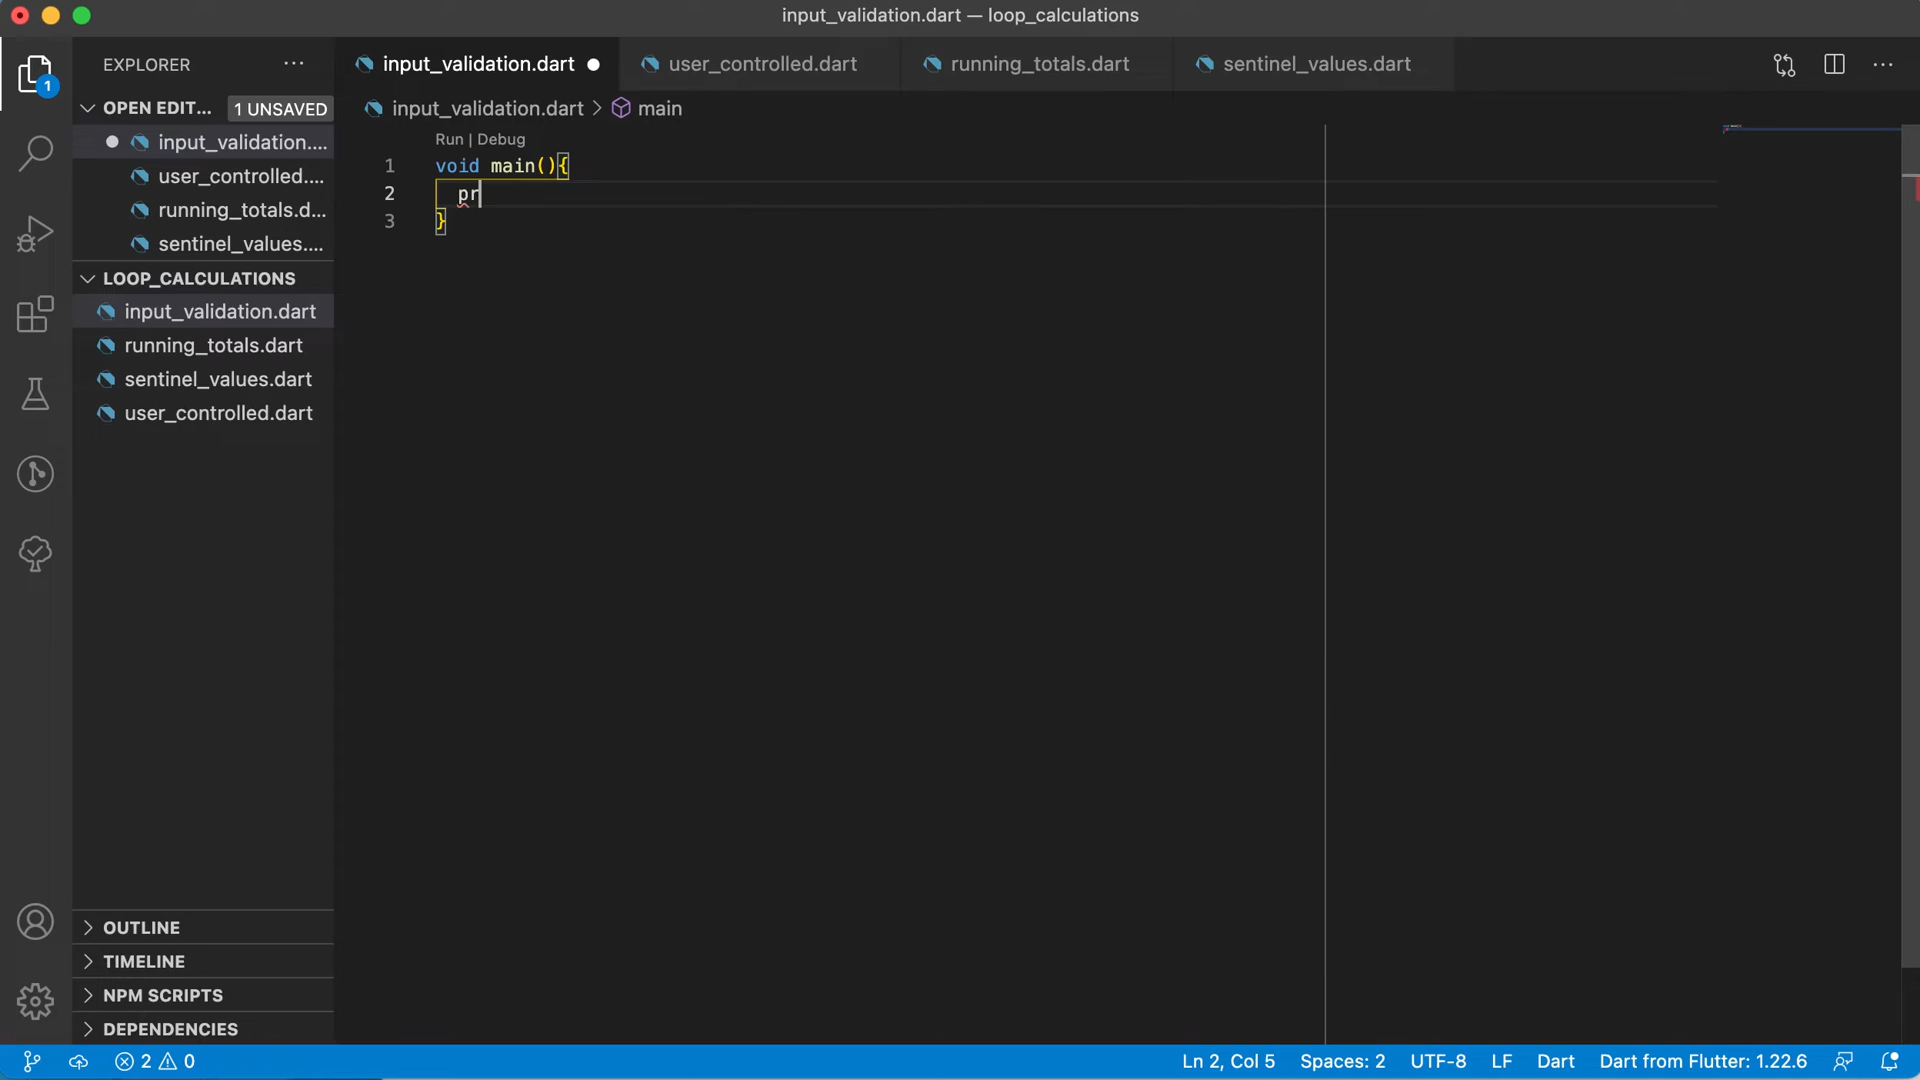 input_validation.dart — loop_calculations
EXPLORER
input_validation.dart
user_controlled.dart
running_totals.dart
sentinel_values.dart
OPEN EDIT... 1 UNSAVED
input_validation.dart > main
input_validation....
user_controlled....
running_totals.d...
sentinel_values....
Run | Debug
1 void main(){
2 pr
3 }
LOOP_CALCULATIONS
input_validation.dart
running_totals.dart
sentinel_values.dart
user_controlled.dart
1
OUTLINE
TIMELINE
NPM SCRIPTS
DEPENDENCIES
2 0 Ln 2, Col 5 Spaces: 2 UTF-8 LF Dart Dart from Flutter: 1.22.6